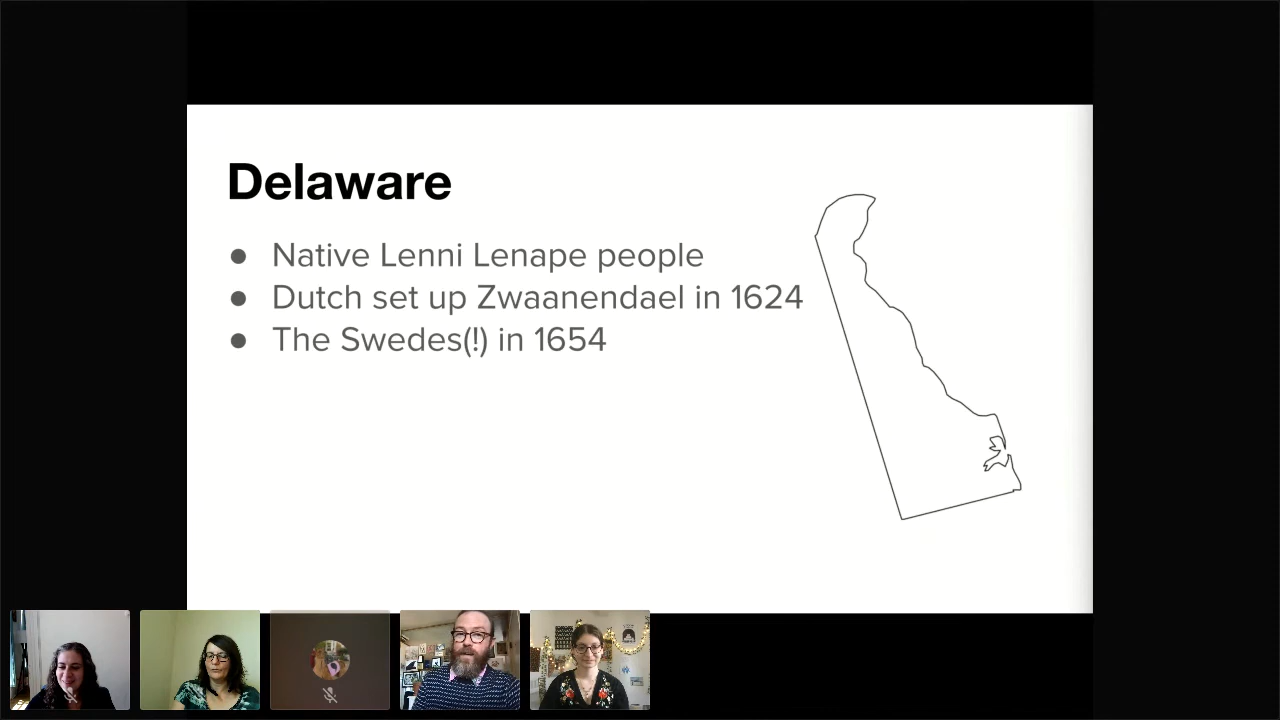 Delaware
● Native Lenni Lenape people
● Dutch set up Zwaanendael in 1624
● The Swedes(!) in 1654